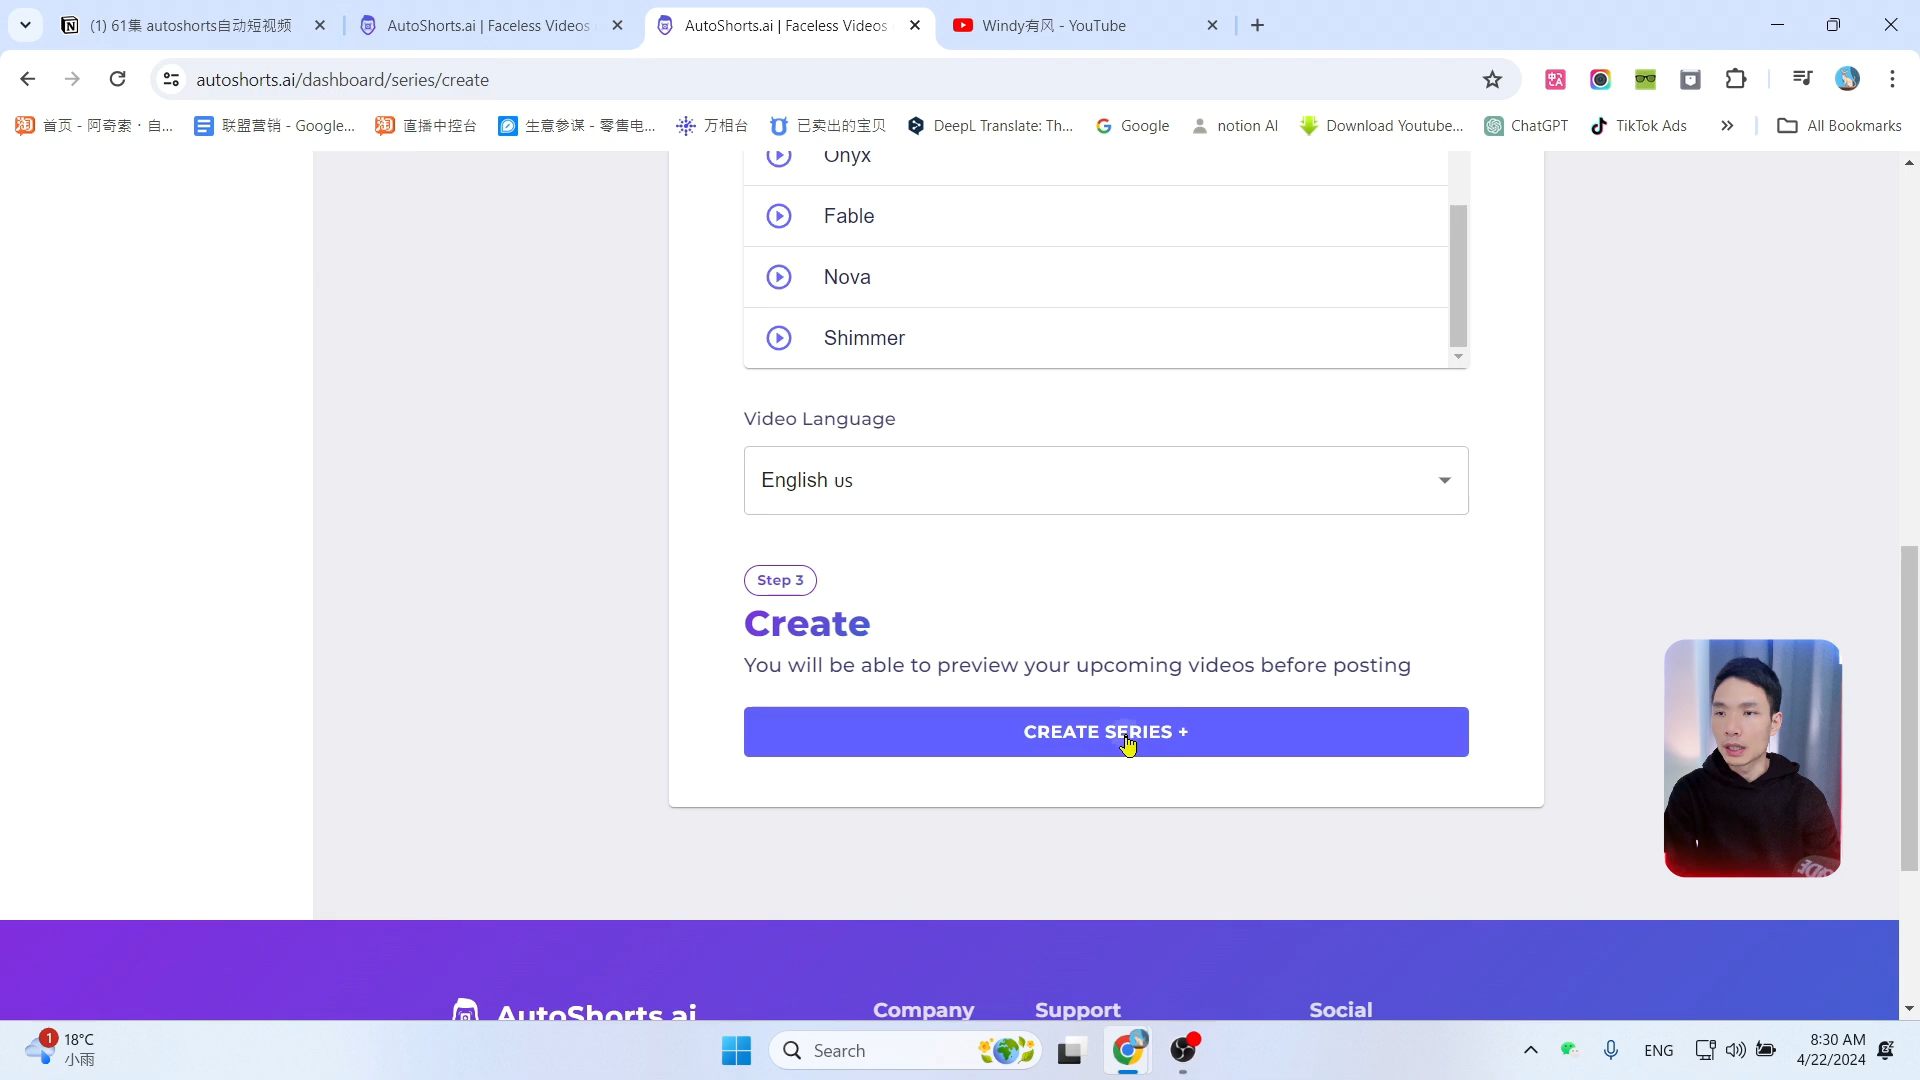 (1) 61集 autoshorts自动短视频
AutoShorts.ai | Faceless Videos
AutoShorts.ai | Faceless Videos
Windy有风 - YouTube
autoshorts.ai/dashboard/series/create
首页 - 阿奇索 · 自...
联盟营销 - Google...
直播中控台
生意参谋 - 零售电...
万相台
已卖出的宝贝
DeepL Translate: Th...
Google
notion AI
Download Youtube...
ChatGPT
TikTok Ads
All Bookmarks
Onyx
Fable
Nova
Shimmer
Video Language
English us
Step 3
Create
You will be able to preview your upcoming videos before posting
CREATE SERIES +
AutoShorts.ai
Company
Support
Social
1
18°C
小雨
Search
ENG
8:30 AM
4/22/2024